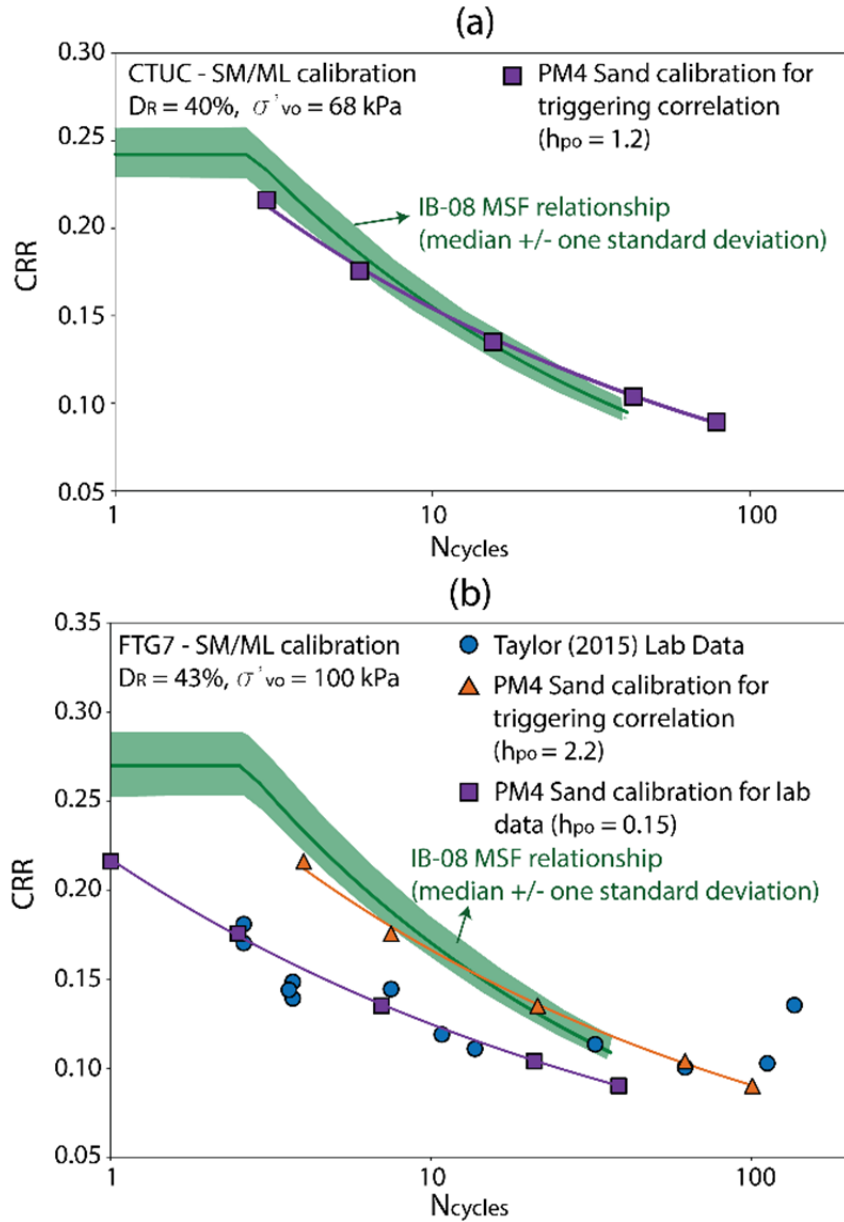 (a)
0.30
0.25
0.20
0.15
0.10
0.05
CRR
CTUC - SM/ML calibration
DR = 40%, σ'vo = 68 kPa
PM4 Sand calibration for
triggering correlation
(hpo = 1.2)
IB-08 MSF relationship
(median +/- one standard deviation)
1
10
100
Ncycles
(b)
0.35
0.30
0.25
0.20
0.15
0.10
0.05
CRR
FTG7 - SM/ML calibration
DR = 43%, σ'vo = 100 kPa
Taylor (2015) Lab Data
PM4 Sand calibration for
triggering correlation
(hpo = 2.2)
PM4 Sand calibration for lab
data (hpo = 0.15)
IB-08 MSF relationship
(median +/- one standard deviation)
1
10
100
Ncycles